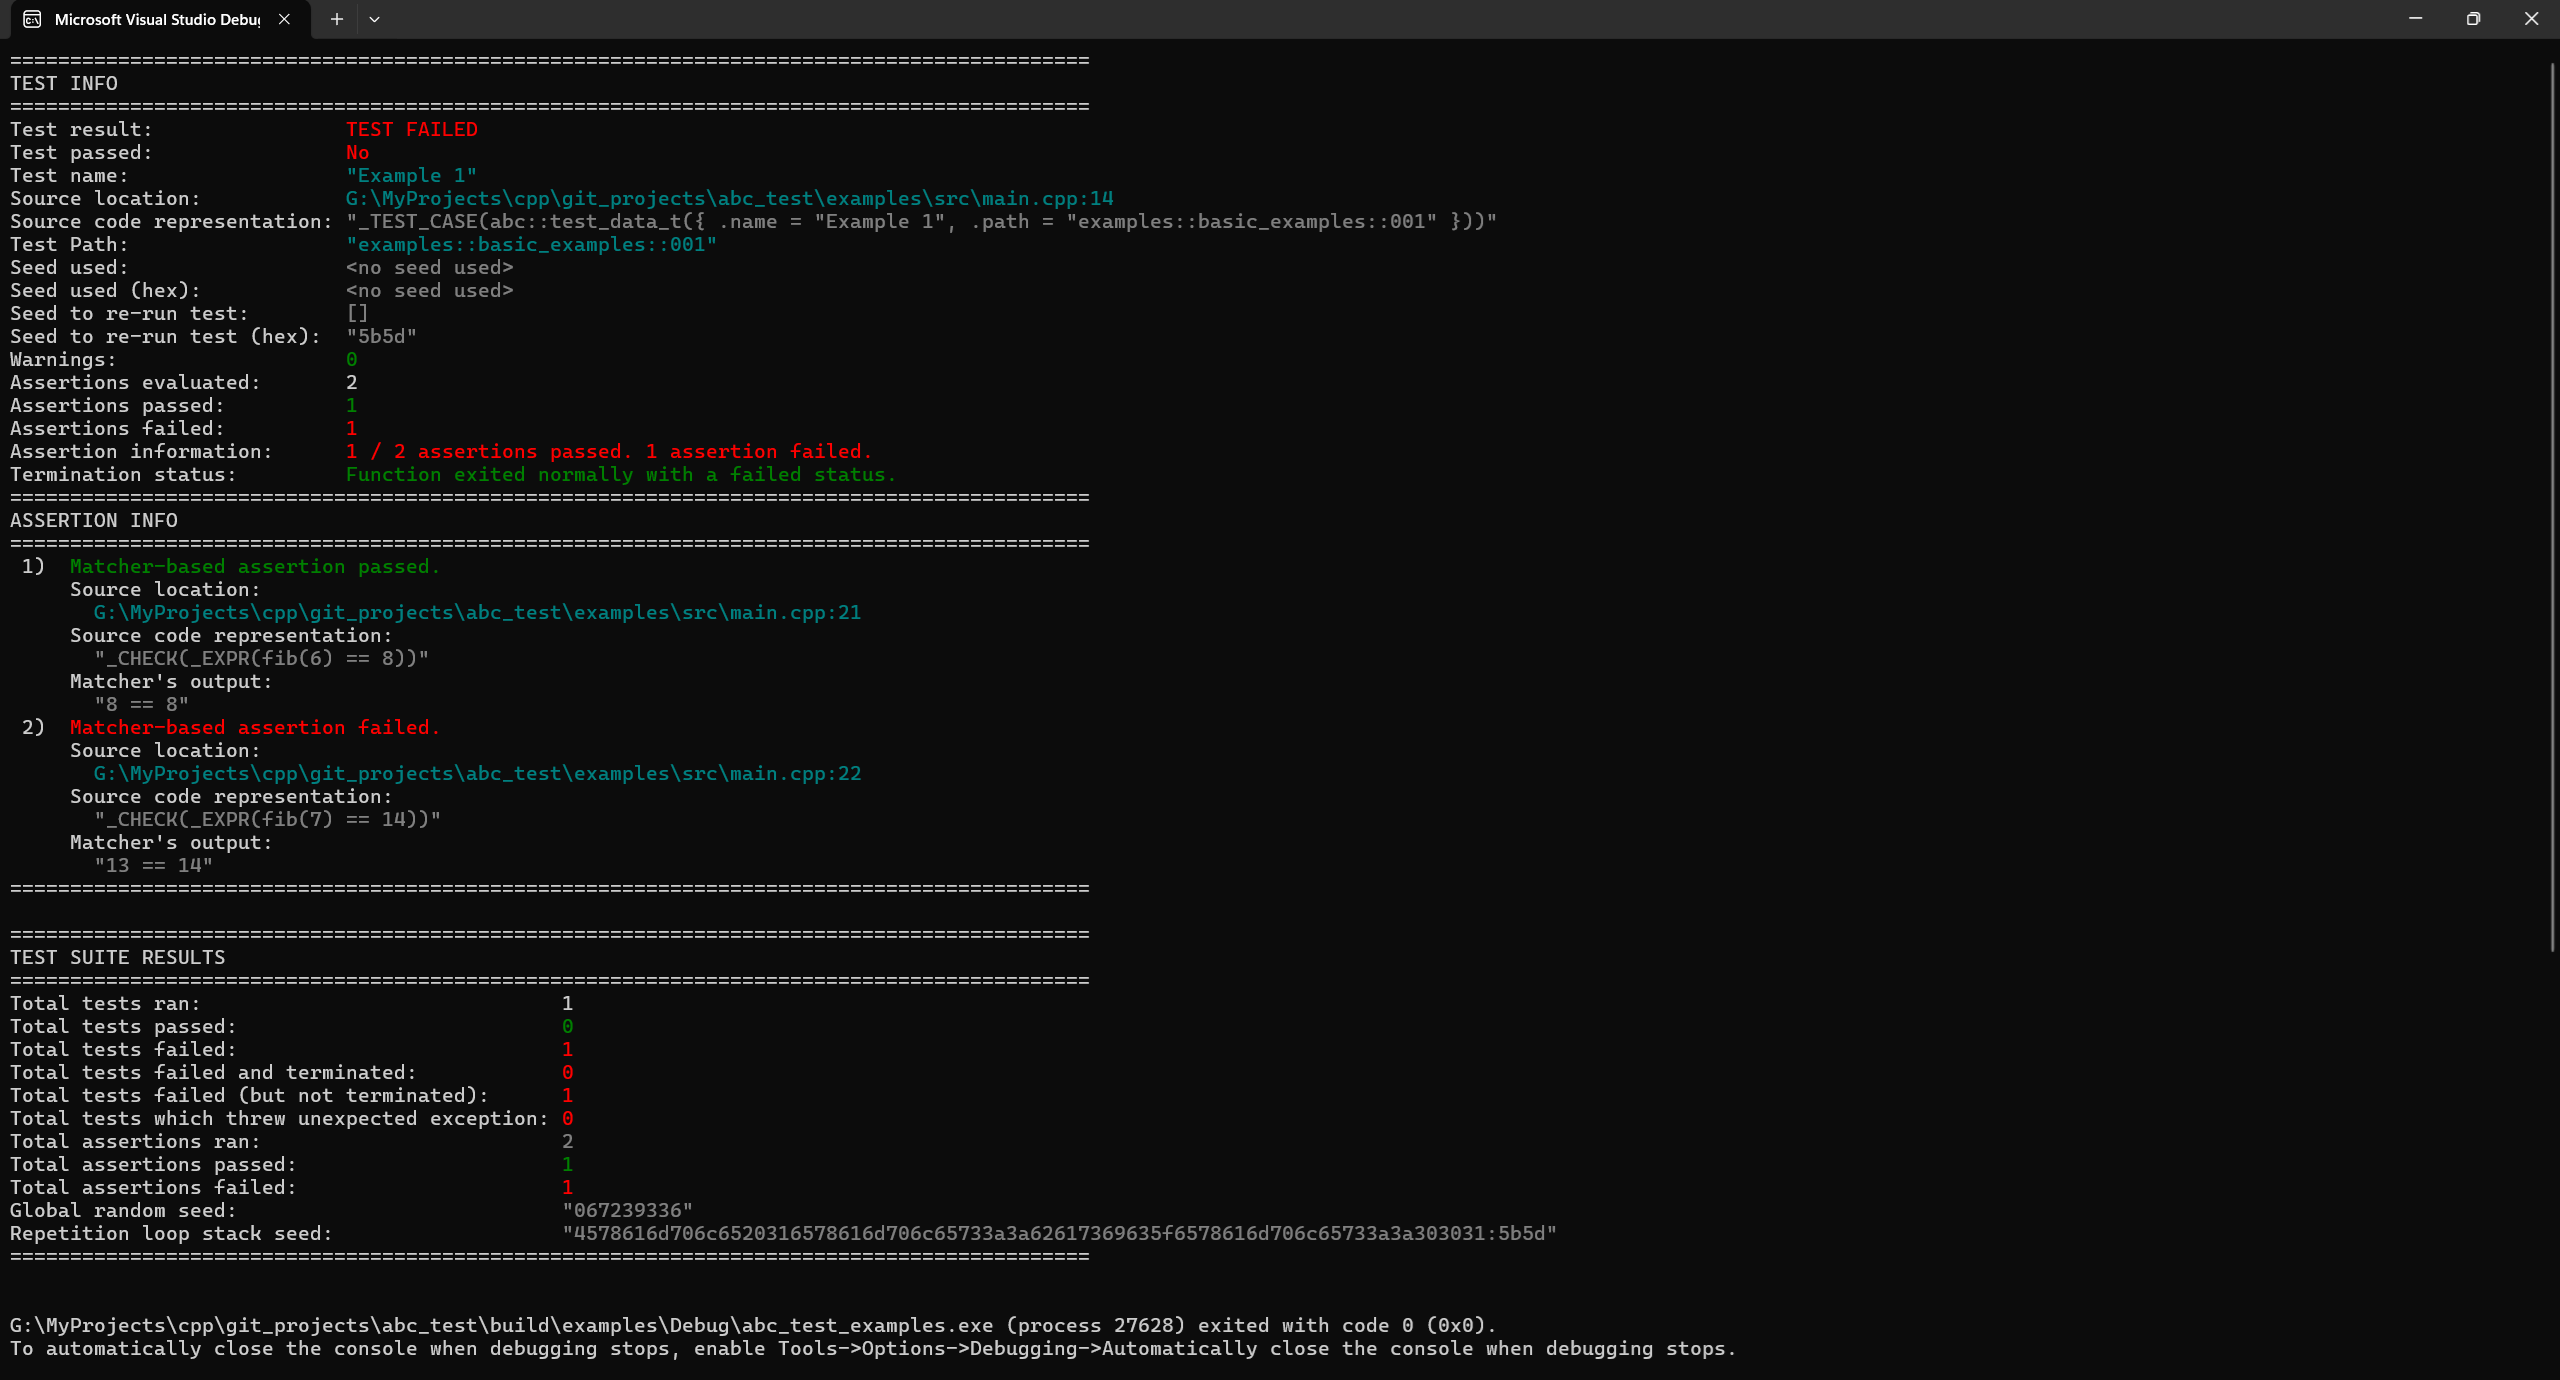 Microsoft Visual Studio Debu
==========================================================================================
TEST INFO
==========================================================================================
Test result:                TEST FAILED
Test passed:                No
Test name:                  "Example 1"
Source location:            G:\MyProjects\cpp\git_projects\abc_test\examples\src\main.cpp:14
Source code representation: "_TEST_CASE(abc::test_data_t({ .name = "Example 1", .path = "examples::basic_examples::001" }))"
Test Path:                  "examples::basic_examples::001"
Seed used:                  <no seed used>
Seed used (hex):            <no seed used>
Seed to re-run test:        []
Seed to re-run test (hex):  "5b5d"
Warnings:                   0
Assertions evaluated:       2
Assertions passed:          1
Assertions failed:          1
Assertion information:      1 / 2 assertions passed. 1 assertion failed.
Termination status:         Function exited normally with a failed status.
==========================================================================================
ASSERTION INFO
==========================================================================================
 1)  Matcher-based assertion passed.
     Source location:
       G:\MyProjects\cpp\git_projects\abc_test\examples\src\main.cpp:21
     Source code representation:
       "_CHECK(_EXPR(fib(6) == 8))"
     Matcher's output:
       "8 == 8"
 2)  Matcher-based assertion failed.
     Source location:
       G:\MyProjects\cpp\git_projects\abc_test\examples\src\main.cpp:22
     Source code representation:
       "_CHECK(_EXPR(fib(7) == 14))"
     Matcher's output:
       "13 == 14"
==========================================================================================
==========================================================================================
TEST SUITE RESULTS
==========================================================================================
Total tests ran:                              1
Total tests passed:                           0
Total tests failed:                           1
Total tests failed and terminated:            0
Total tests failed (but not terminated):      1
Total tests which threw unexpected exception: 0
Total assertions ran:                         2
Total assertions passed:                      1
Total assertions failed:                      1
Global random seed:                           "067239336"
Repetition loop stack seed:                   "4578616d706c6520316578616d706c65733a3a62617369635f6578616d706c65733a3a303031:5b5d"
==========================================================================================
G:\MyProjects\cpp\git_projects\abc_test\build\examples\Debug\abc_test_examples.exe (process 27628) exited with code 0 (0x0).
To automatically close the console when debugging stops, enable Tools->Options->Debugging->Automatically close the console when debugging stops.